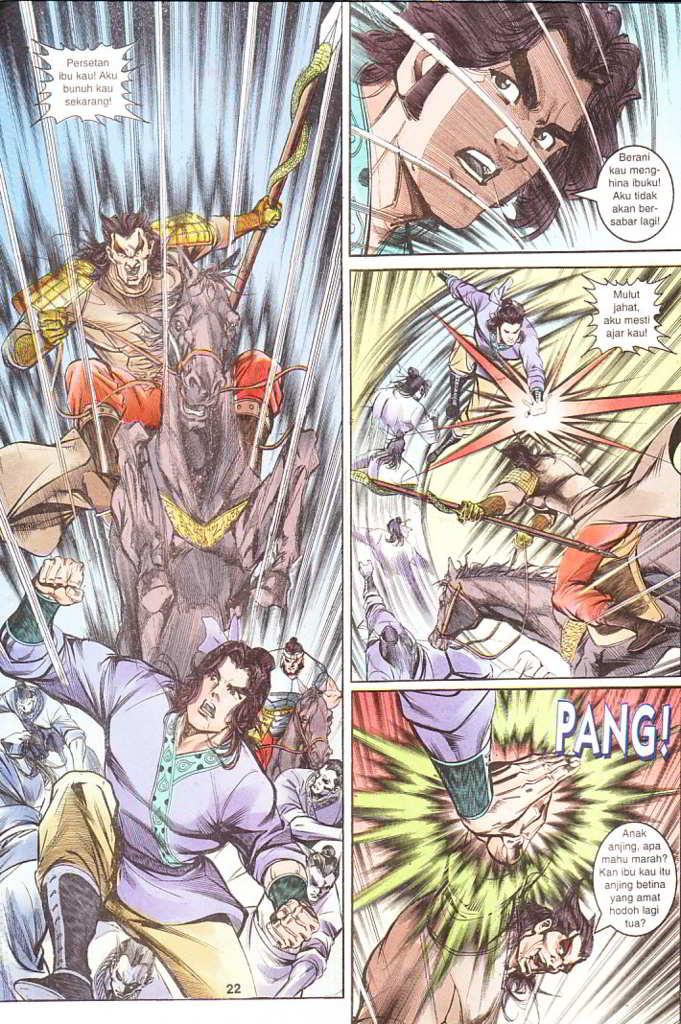 Persetan
ibu kau! Aku
bunuh kau
sekarang!
Berani
kau meng-
hina ibuku!
Aku tidak
akan ber-
sabar lagi!
Mulut
jahat,
aku mesti
ajar kau!
PANG!
Anak
anjing, apa
mahu marah?
Kan ibu kau itu
anjing betina
yang amat
hodoh lagi
tua?
22